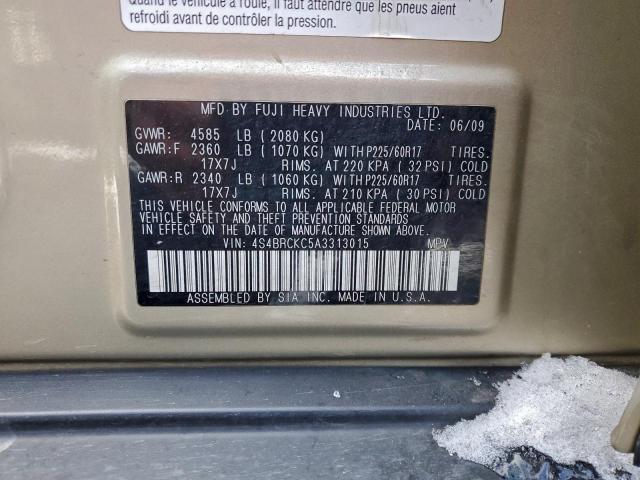 Quand le véhicule a roulé, il faut attendre que les pneus aient
refroidi avant de contrôler la pression.
MFD BY FUJI HEAVY INDUSTRIES LTD.
DATE: 06/09
GVWR: 4585 LB ( 2080 KG)
GAWR:F 2360 LB ( 1070 KG) WITH P225/60R17 TIRES.
17X7J RIMS. AT 220 KPA ( 32 PSI) COLD
GAWR:R 2340 LB ( 1060 KG) WITH P225/60R17 TIRES.
17X7J RIMS. AT 210 KPA ( 30 PSI) COLD
THIS VEHICLE CONFORMS TO ALL APPLICABLE FEDERAL MOTOR
VEHICLE SAFETY AND THEFT PREVENTION STANDARDS
IN EFFECT ON THE DATE OF MANUFACTURE SHOWN ABOVE.
VIN: 4S4BRCKC5A3313015 MPV
ASSEMBLED BY SIA INC. MADE IN U.S.A.